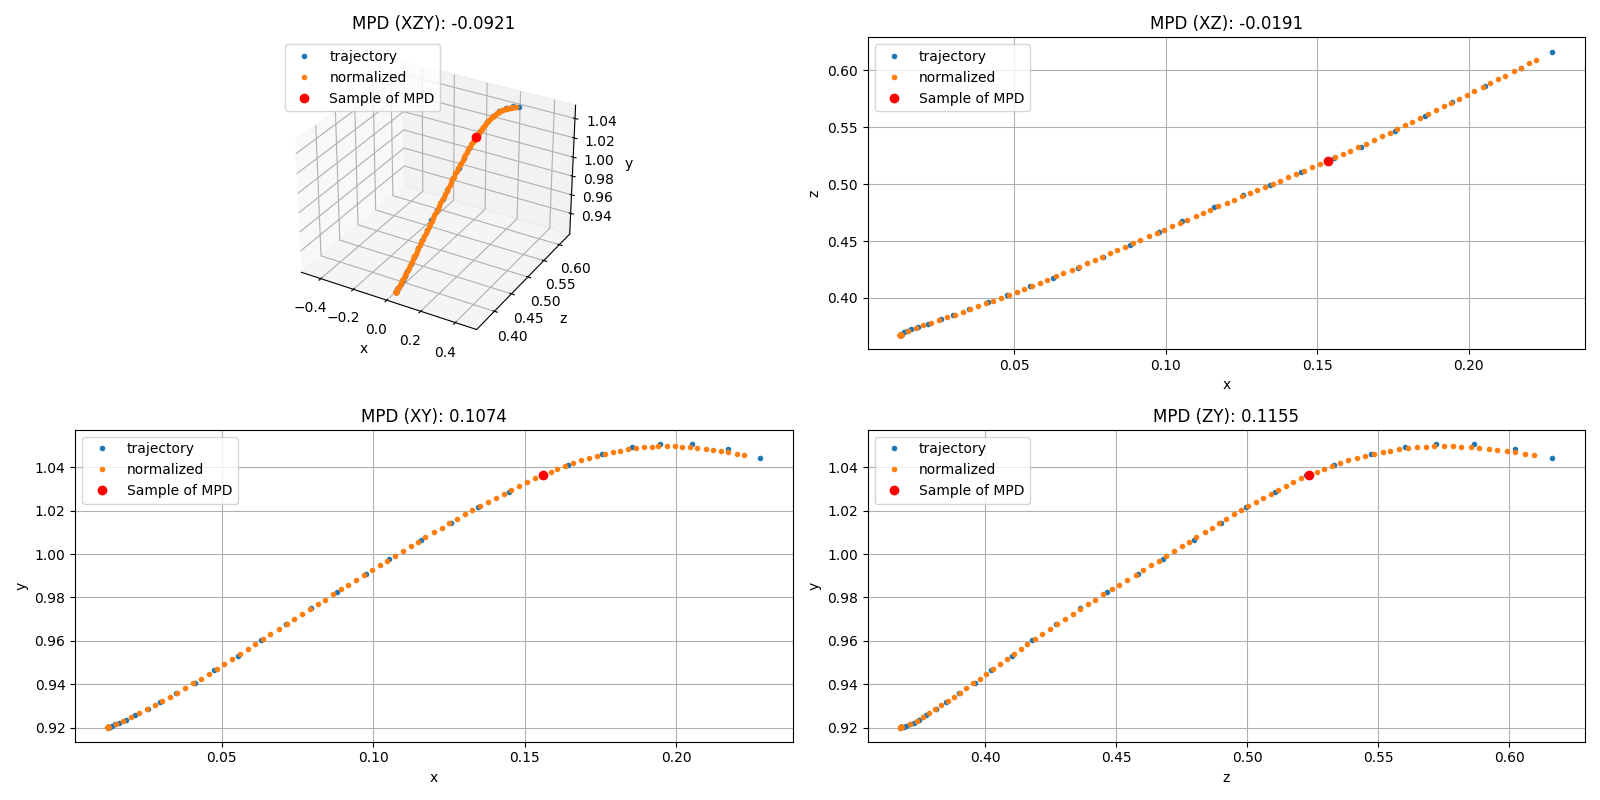 MPD (XZY): -0.0921
trajectory
normalized
Sample of MPD
1.04
1.02
1.00
0.98
0.96
0.94
y
0.60
0.55
0.50
0.45
0.40
z
−0.4
−0.2
0.0
0.2
0.4
x
MPD (XZ): -0.0191
trajectory
normalized
Sample of MPD
0.60
0.55
0.50
0.45
0.40
z
0.05 0.10 0.15 0.20
x
MPD (XY): 0.1074
trajectory
normalized
Sample of MPD
1.04
1.02
1.00
0.98
0.96
0.94
0.92
y
0.05 0.10 0.15 0.20
x
MPD (ZY): 0.1155
trajectory
normalized
Sample of MPD
1.04
1.02
1.00
0.98
0.96
0.94
0.92
y
0.40 0.45 0.50 0.55 0.60
z